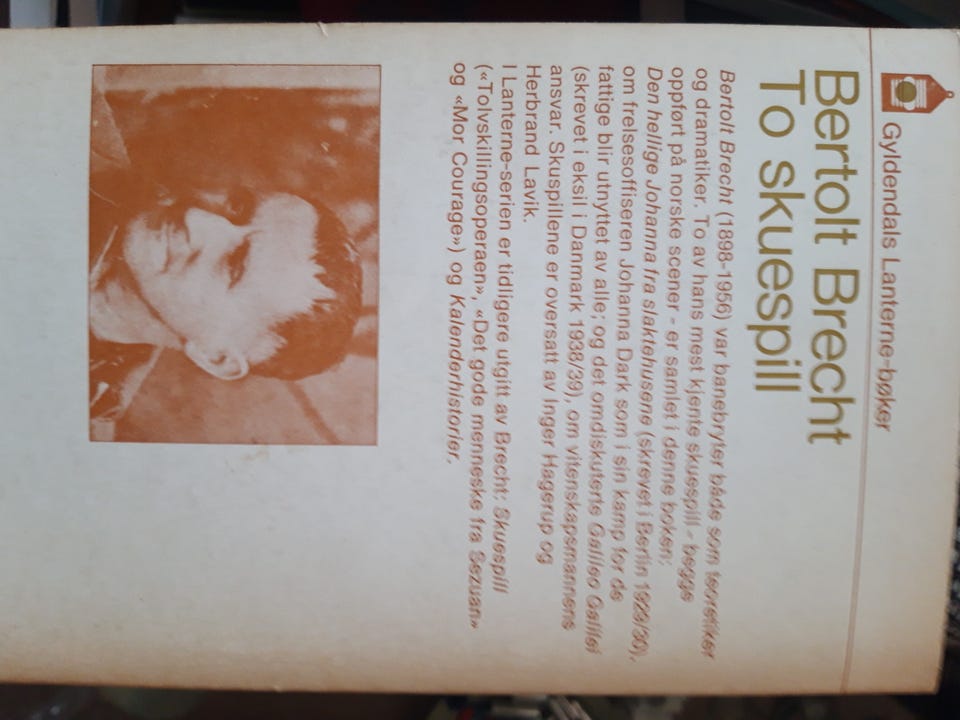 Gyldendals Lanterne-bøker
Bertolt Brecht
To skuespill
Bertolt Brecht (1898-1956) var banebryter både som teoretiker
og dramatiker. To av hans mest kjente skuespill - begge
oppført på norske scener - er samlet i denne boken:
Den hellige Johanna fra slaktehusene (skrevet i Berlin 1929/30),
om frelsesoffiseren Johanna Dark som i sin kamp for de
fattige blir utnyttet av alle; og det omdiskuterte Galileo Galilei
(skrevet i eksil i Danmark 1938/39), om vitenskapsmannens
ansvar. Skuspillene er oversatt av Inger Hagerup og
Herbrand Lavik.
I Lanterne-serien er tidligere utgitt av Brecht: Skuespill
(«Tolvskillingsoperaen», «Det gode menneske fra Sezuan»
og «Mor Courage») og Kalenderhistorier.